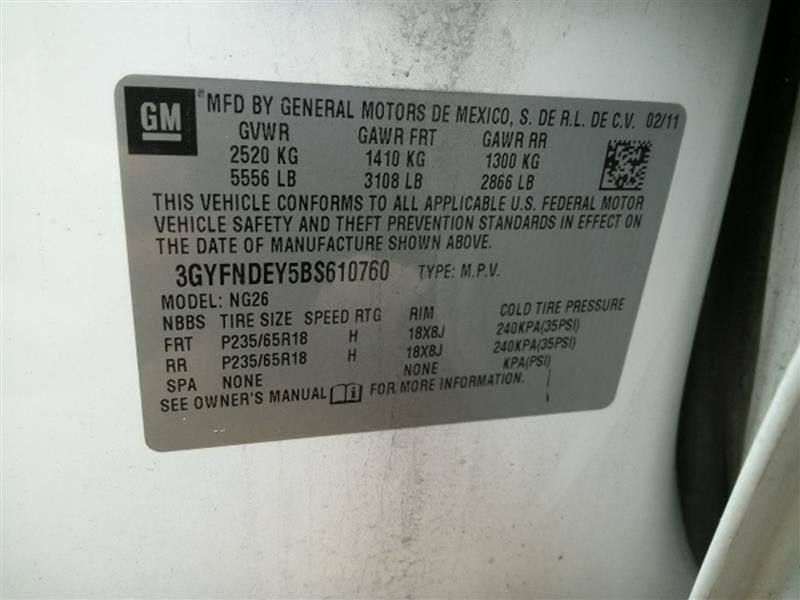 GM
MFD BY GENERAL MOTORS DE MEXICO, S. DE R.L. DE C.V. 02/11
GVWR GAWR FRT GAWR RR
2520 KG 1410 KG 1300 KG
5556 LB 3108 LB 2866 LB
THIS VEHICLE CONFORMS TO ALL APPLICABLE U.S. FEDERAL MOTOR
VEHICLE SAFETY AND THEFT PREVENTION STANDARDS IN EFFECT ON
THE DATE OF MANUFACTURE SHOWN ABOVE.
3GYFNDEY5BS610760 TYPE: M.P.V.
MODEL: NG26
NBBS TIRE SIZE SPEED RTG RIM COLD TIRE PRESSURE
FRT P235/65R18 H 18X8J 240KPA(35PSI)
RR P235/65R18 H 18X8J 240KPA(35PSI)
SPA NONE NONE KPA(PSI)
SEE OWNER'S MANUAL FOR MORE INFORMATION.